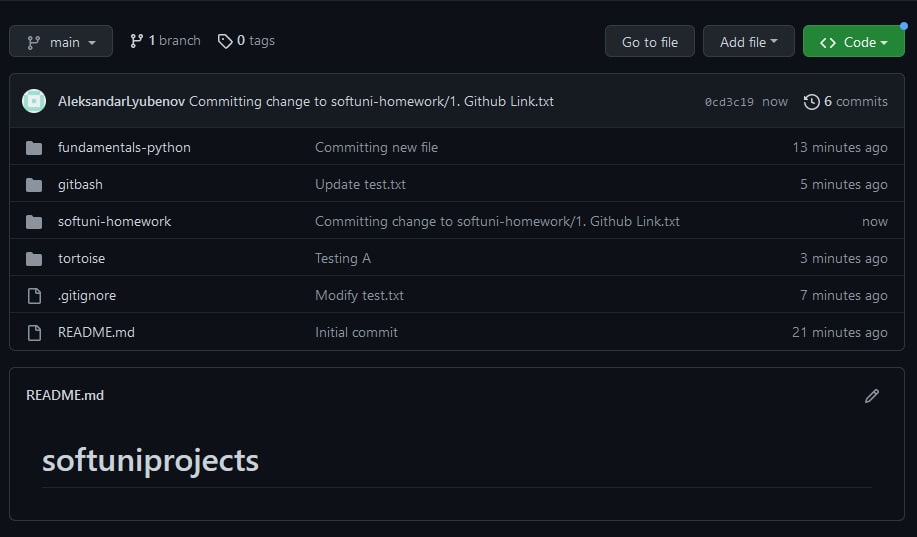 main 1 branch 0 tags Go to file Add file Code
AleksandarLyubenov Committing change to softuni-homework/1. Github Link.txt 0cd3c19 now 6 commits
fundamentals-python Committing new file 13 minutes ago
gitbash Update test.txt 5 minutes ago
softuni-homework Committing change to softuni-homework/1. Github Link.txt now
tortoise Testing A 3 minutes ago
.gitignore Modify test.txt 7 minutes ago
README.md Initial commit 21 minutes ago
README.md
softuniprojects